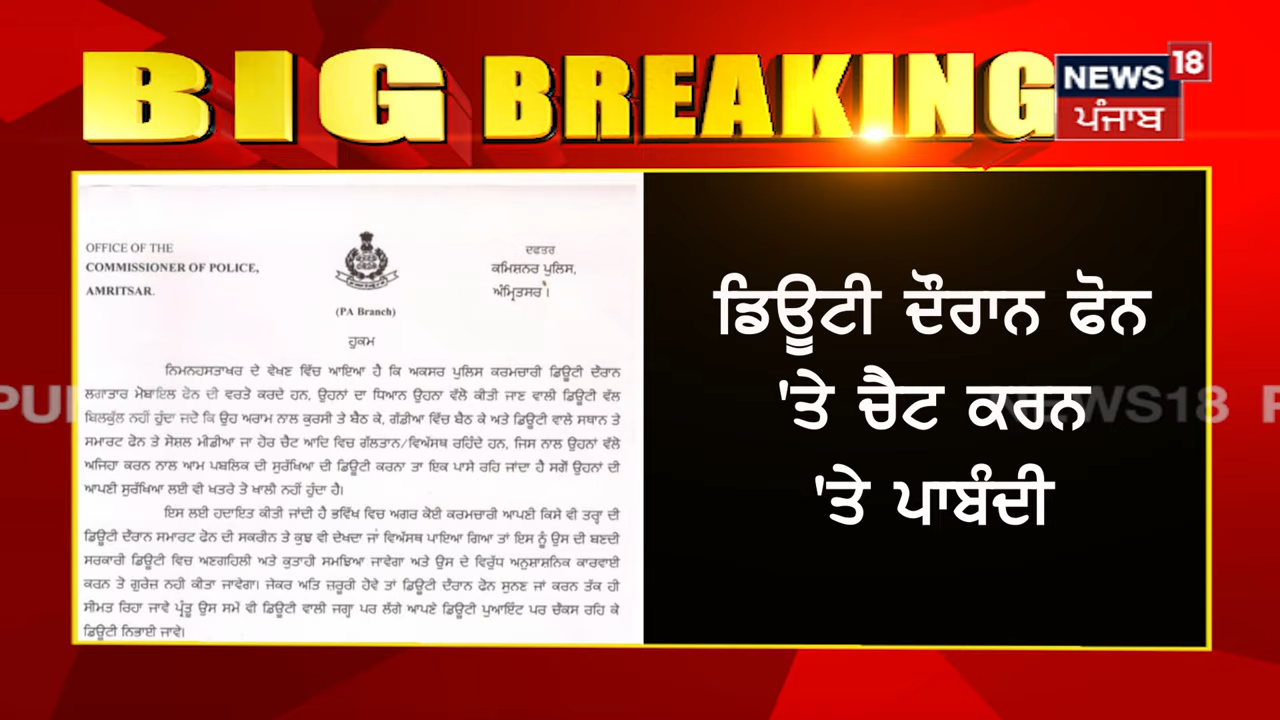 BIG BREAKING
NEWS 18
ਪੰਜਾਬ
OFFICE OF THE
COMMISSIONER OF POLICE,
AMRITSAR.
(PA Branch)
ਦਫਤਰ
ਕਮਿਸ਼ਨਰ ਪੁਲਿਸ,
ਅੰਮ੍ਰਿਤਸਰ।
ਹੁਕਮ
ਨਿਮਨਹਸਤਾਖਰ ਦੇ ਵੇਖਣ ਵਿੱਚ ਆਇਆ ਹੈ ਕਿ ਅਕਸਰ ਪੁਲਿਸ ਕਰਮਚਾਰੀ ਡਿਊਟੀ ਦੌਰਾਨ
ਲਗਾਤਾਰ ਮੋਬਾਇਲ ਫੋਨ ਦੀ ਵਰਤੋ ਕਰਦੇ ਹਨ, ਉਹਨਾਂ ਦਾ ਧਿਆਨ ਉਹਨਾ ਵੱਲੋ ਕੀਤੀ ਜਾਣ ਵਾਲੀ ਡਿਊਟੀ ਵੱਲ
ਬਿਲਕੁੱਲ ਨਹੀਂ ਹੁੰਦਾ ਜਦੋ ਕਿ ਉਹ ਅਰਾਮ ਨਾਲ ਕੁਰਸੀ ਤੇ ਬੈਠ ਕੇ, ਗੱਡੀਆ ਵਿੱਚ ਬੈਠ ਕੇ ਅਤੇ ਡਿਊਟੀ ਵਾਲੇ ਸਥਾਨ ਤੇ
ਸਮਾਰਟ ਫੋਨ ਤੇ ਸੋਸ਼ਲ ਮੀਡੀਆ ਜਾ ਹੋਰ ਚੈਟ ਆਦਿ ਵਿਚ ਗੱਲਤਾਨ/ਵਿਅੱਸਥ ਰਹਿੰਦੇ ਹਨ, ਜਿਸ ਨਾਲ ਉਹਨਾਂ ਵੱਲੋ
ਅਜਿਹਾ ਕਰਨ ਨਾਲ ਆਮ ਪਬਲਿਕ ਦੀ ਸੁਰੱਖਿਆ ਦੀ ਡਿਊਟੀ ਕਰਨਾ ਤਾ ਇਕ ਪਾਸੇ ਰਹਿ ਜਾਂਦਾ ਹੈ ਸਗੋਂ ਉਹਨਾਂ ਦੀ
ਆਪਣੀ ਸੁਰੱਖਿਆ ਲਈ ਵੀ ਖਤਰੇ ਤੋ ਖਾਲੀ ਨਹੀਂ ਹੁੰਦਾ ਹੈ।
ਇਸ ਲਈ ਹਦਾਇਤ ਕੀਤੀ ਜਾਂਦੀ ਹੈ ਭਵਿੱਖ ਵਿਚ ਅਗਰ ਕੋਈ ਕਰਮਚਾਰੀ ਆਪਣੀ ਕਿਸੇ ਵੀ ਤਰ੍ਹਾ ਦੀ
ਡਿਊਟੀ ਦੌਰਾਨ ਸਮਾਰਟ ਫੋਨ ਦੀ ਸਕਰੀਨ ਤੇ ਕੁਝ ਵੀ ਦੇਖਦਾ ਜਾਂ ਵਿਅੱਸਥ ਪਾਇਆ ਗਿਆ ਤਾਂ ਇਸ ਨੂੰ ਉਸ ਦੀ ਬਣਦੀ
ਸਰਕਾਰੀ ਡਿਊਟੀ ਵਿਚ ਅਣਗਹਿਲੀ ਅਤੇ ਕੁਤਾਹੀ ਸਮਝਿਆ ਜਾਵੇਗਾ ਅਤੇ ਉਸ ਦੇ ਵਿਰੁੱਧ ਅਨੁਸ਼ਾਸ਼ਨਿਕ ਕਾਰਵਾਈ
ਕਰਨ ਤੋ ਗੁਰੇਜ਼ ਨਹੀ ਕੀਤਾ ਜਾਵੇਗਾ। ਜੇਕਰ ਅਤਿ ਜ਼ਰੂਰੀ ਹੋਵੇ ਤਾਂ ਡਿਊਟੀ ਦੌਰਾਨ ਫੋਨ ਸੁਨਣ ਜਾਂ ਕਰਨ ਤੱਕ ਹੀ
ਸੀਮਤ ਰਿਹਾ ਜਾਵੇ ਪ੍ਰੰਤੂ ਉਸ ਸਮੇਂ ਵੀ ਡਿਊਟੀ ਵਾਲੀ ਜਗ੍ਹਾ ਪਰ ਲੱਗੇ ਆਪਣੇ ਡਿਊਟੀ ਪੁਆਇੰਟ ਪਰ ਚੌਕਸ ਰਹਿ ਕੇ
ਡਿਊਟੀ ਨਿਭਾਈ ਜਾਵੇ।
ਡਿਊਟੀ ਦੌਰਾਨ ਫੋਨ
'ਤੇ ਚੈਟ ਕਰਨ
'ਤੇ ਪਾਬੰਦੀ